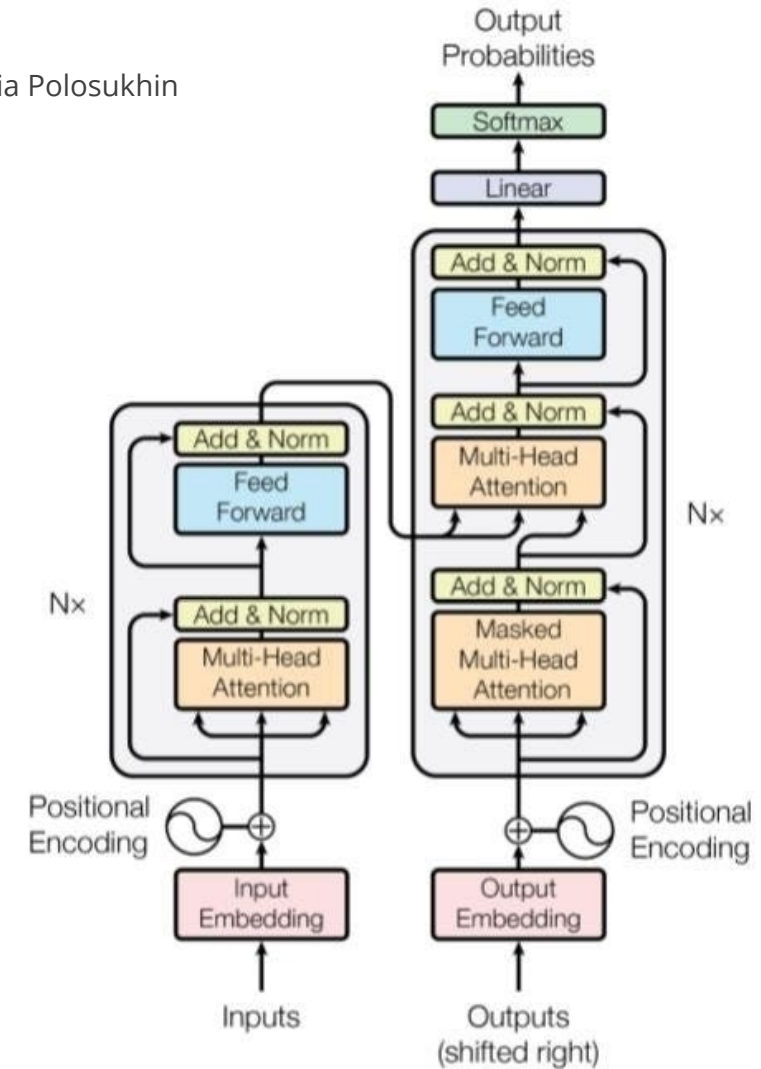 ia Polosukhin
Output
Probabilities
Softmax
Linear
Add & Norm
Feed
Forward
Add & Norm
Multi-Head
Attention
Nx
Add & Norm
Masked
Multi-Head
Attention
Add & Norm
Feed
Forward
Nx
Add & Norm
Multi-Head
Attention
Positional
Encoding
Positional
Encoding
Input
Embedding
Output
Embedding
Inputs
Outputs
(shifted right)